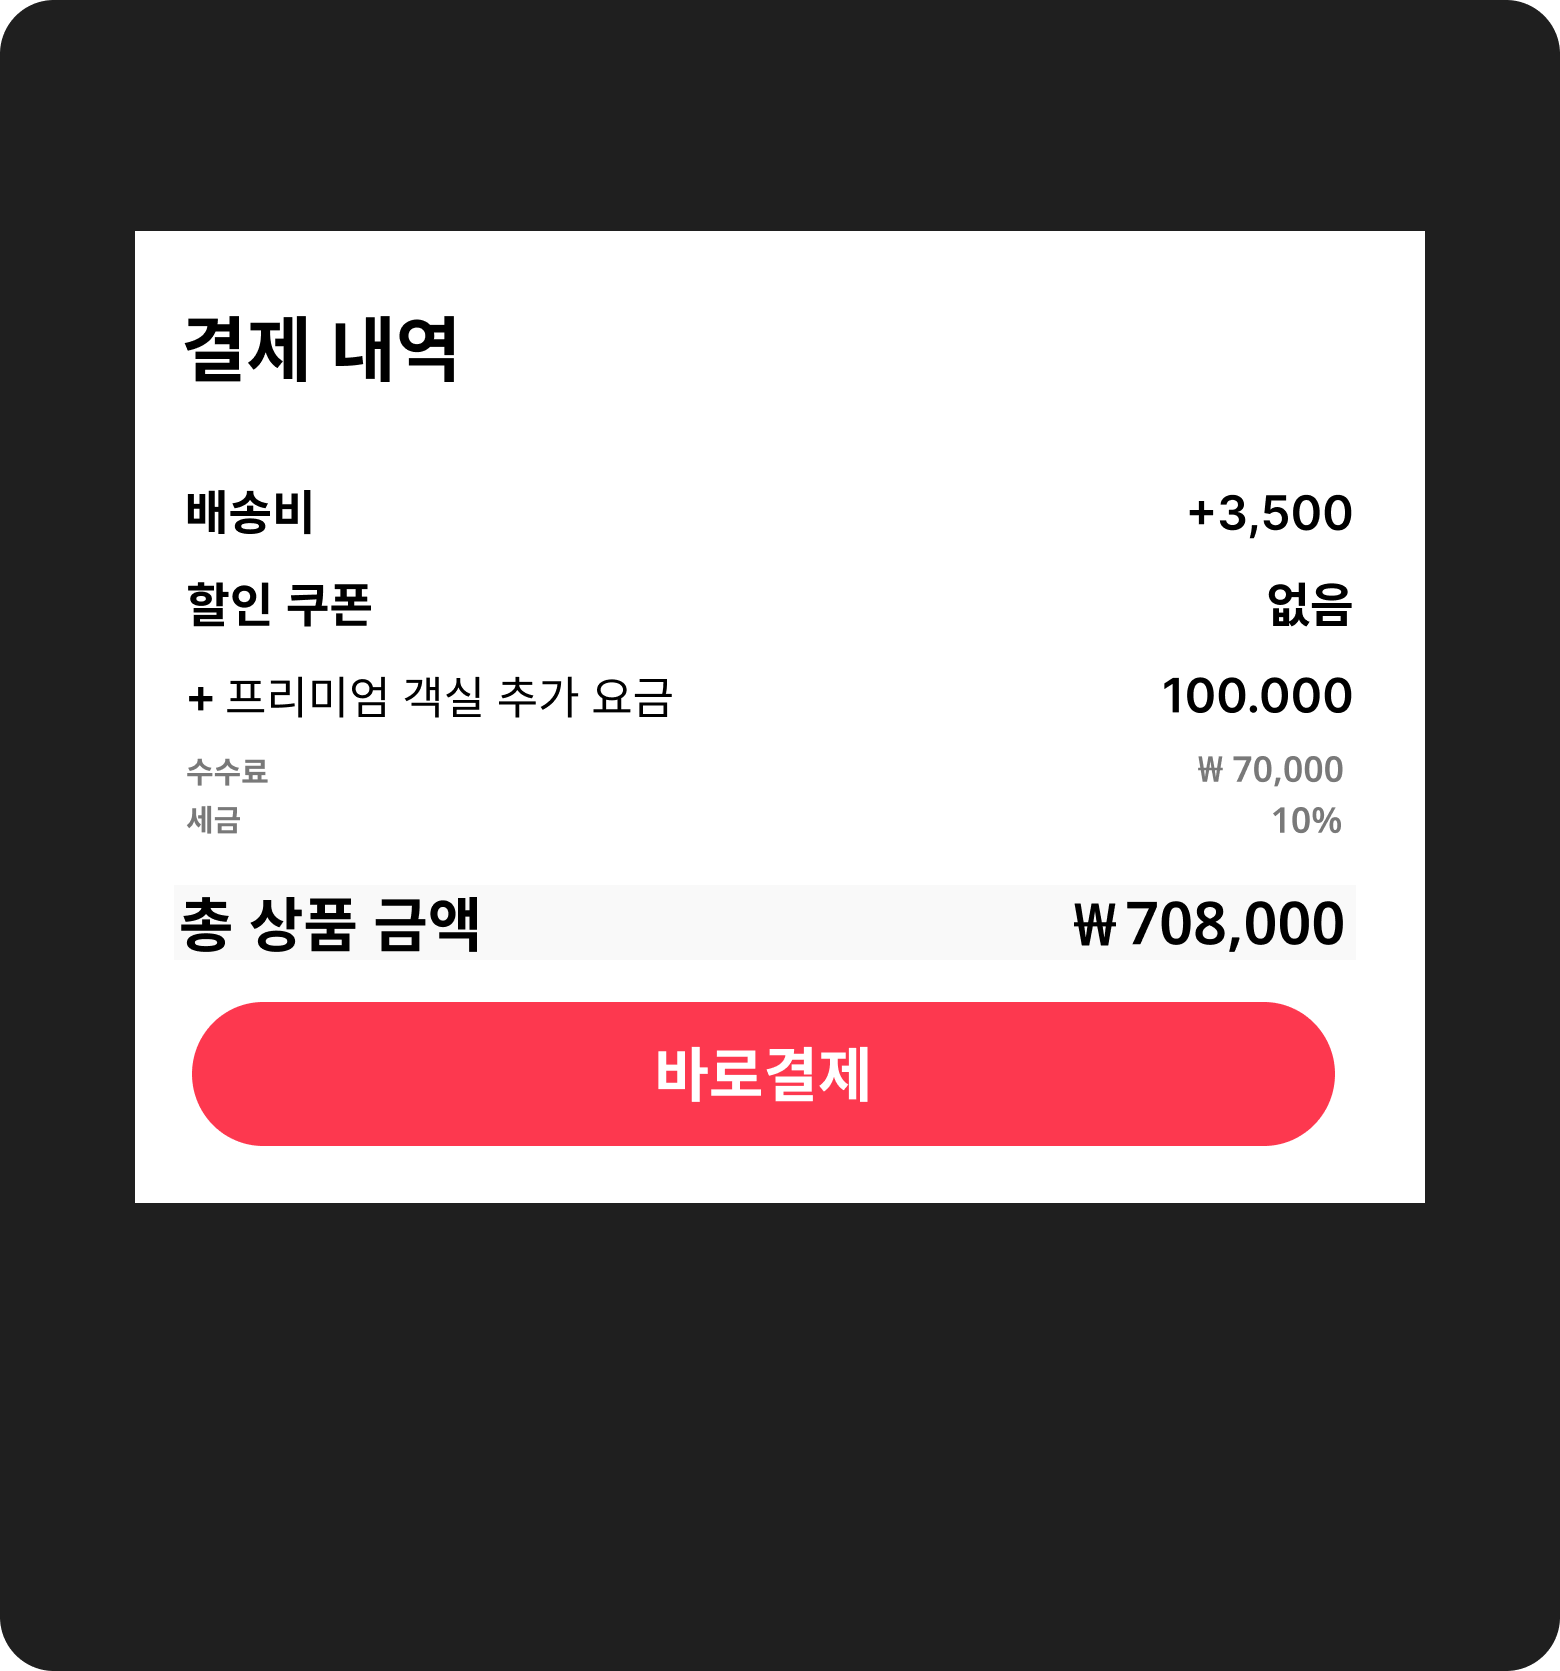 결제 내역
배송비 +3,500
할인 쿠폰 없음
+ 프리미엄 객실 추가 요금 100.000
수수료 ₩ 70,000
세금 10%
총 상품 금액 ₩708,000
바로결제